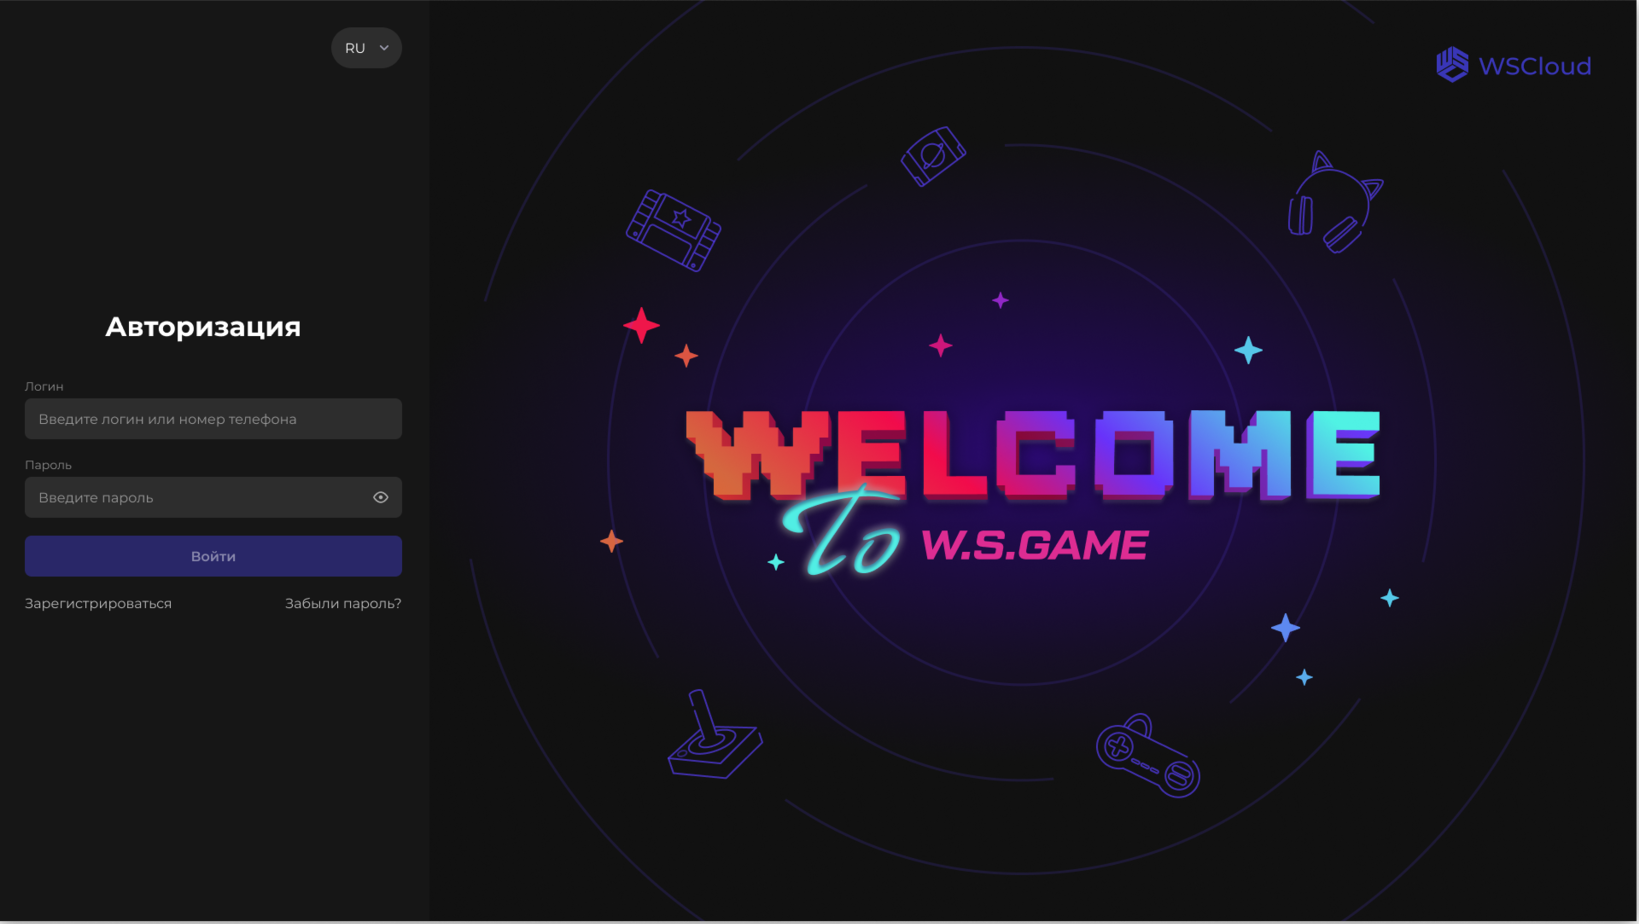 RU
Авторизация
Логин
Введите логин или номер телефона
Пароль
Введите пароль
Войти
Зарегистрироваться
Забыли пароль?
WSCloud
WELCOME
To W.S.GAME